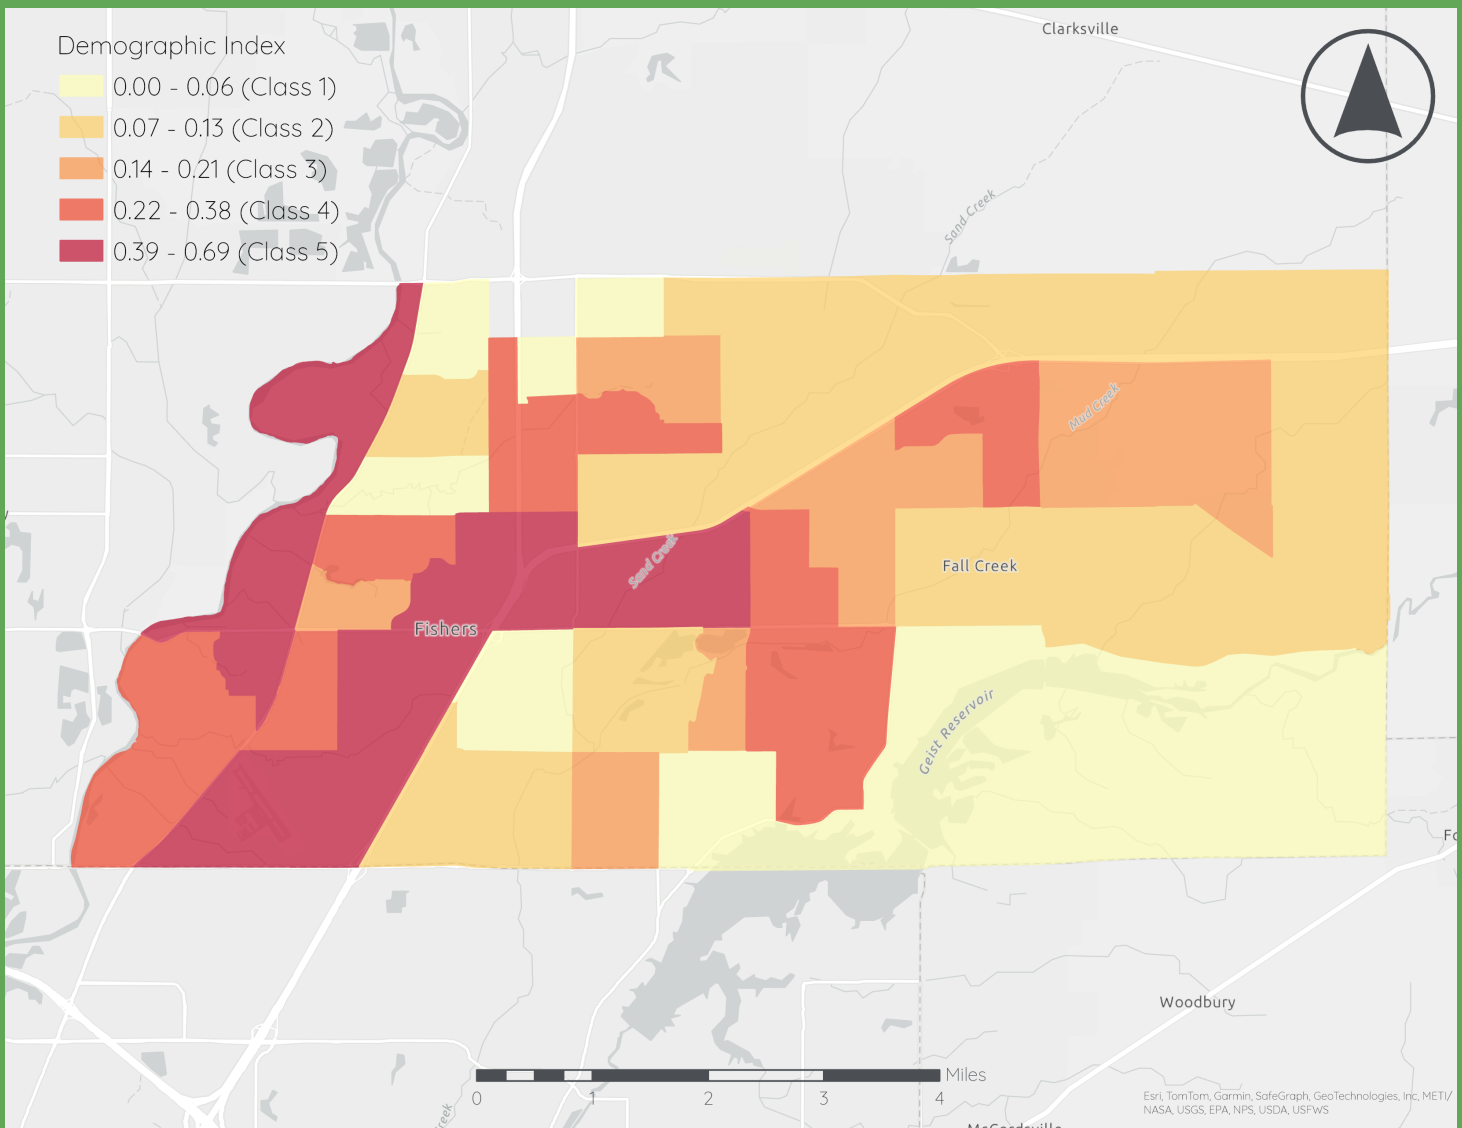 Clarksville
Demographic Index
0.00 - 0.06 (Class 1)
0.07 - 0.13 (Class 2)
0.14 - 0.21 (Class 3)
0.22 - 0.38 (Class 4)
0.39 - 0.69 (Class 5)
Sand Creek
Mud Creek
Sand Creek
Fall Creek
Fishers
Geist Reservoir
Woodbury
Miles
0 1 2 3 4
Creek
Esri, TomTom, Garmin, SafeGraph, GeoTechnologies, Inc, METI/
NASA, USGS, EPA, NPS, USDA, USFWS